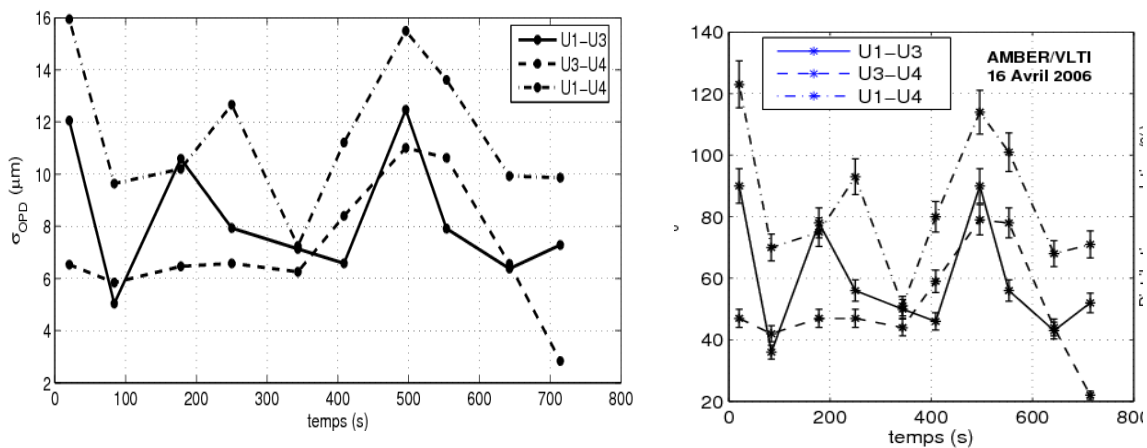 16
14
12
10
8
6
4
2
σOPD (μm)
0 100 200 300 400 500 600 700 800
temps (s)
U1−U3
U3−U4
U1−U4
140
120
100
80
60
40
20
0 200 400 600 800
temps (s)
U1−U3
U3−U4
U1−U4
AMBER/VLTI
16 Avril 2006